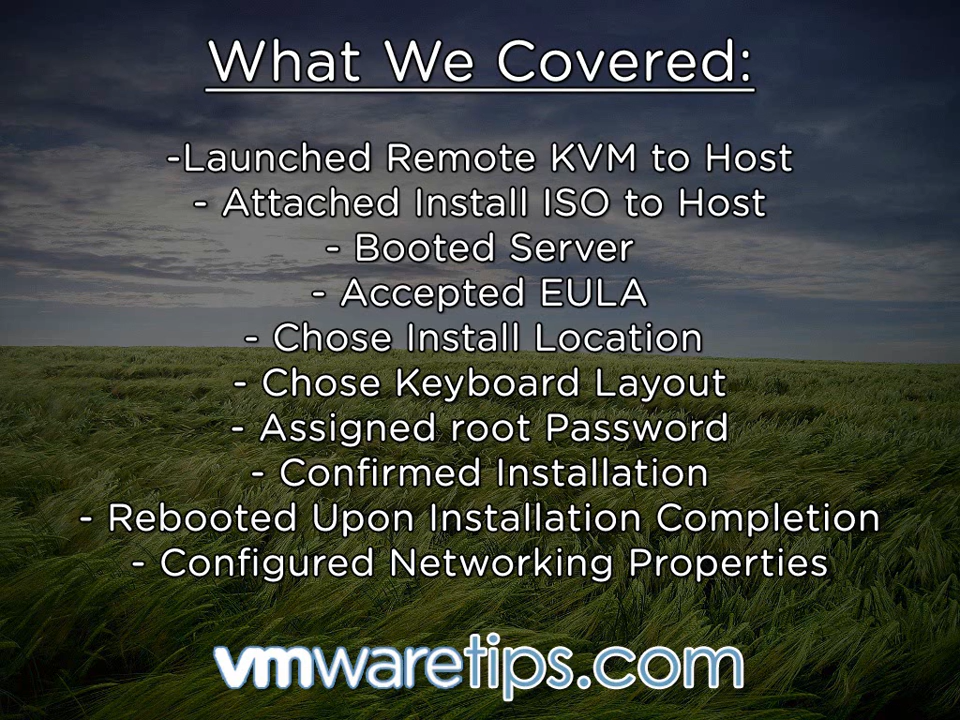 What We Covered:
-Launched Remote KVM to Host
- Attached Install ISO to Host
- Booted Server
- Accepted EULA
- Chose Install Location
- Chose Keyboard Layout
- Assigned root Password
- Confirmed Installation
- Rebooted Upon Installation Completion
- Configured Networking Properties
vmwaretips.com